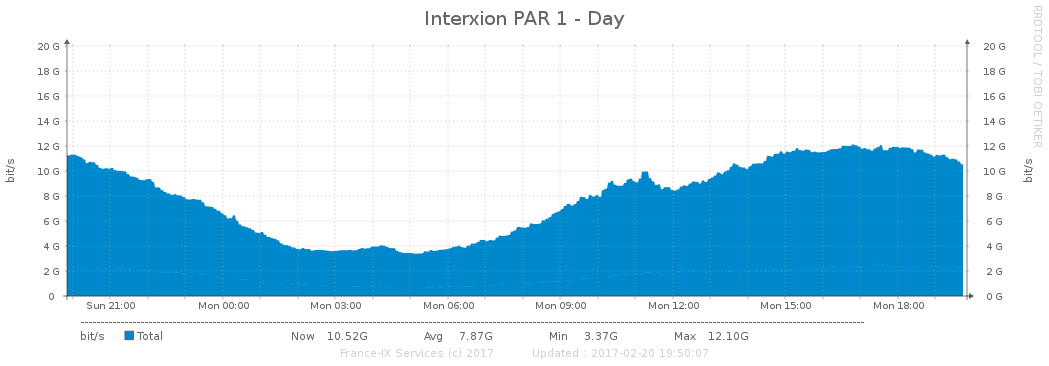 Interxion PAR 1 - Day
RRDTOOL / TOBI OETIKER
bit/s
bit/s
20 G 20 G
18 G 18 G
16 G 16 G
14 G 14 G
12 G 12 G
10 G 10 G
8 G 8 G
6 G 6 G
4 G 4 G
2 G 2 G
0 0 G
Sun 21:00 Mon 00:00 Mon 03:00 Mon 06:00 Mon 09:00 Mon 12:00 Mon 15:00 Mon 18:00
bit/s Total Now 10.52G Avg 7.87G Min 3.37G Max 12.10G
France-IX Services (c) 2017 Updated : 2017-02-20 19:50:07